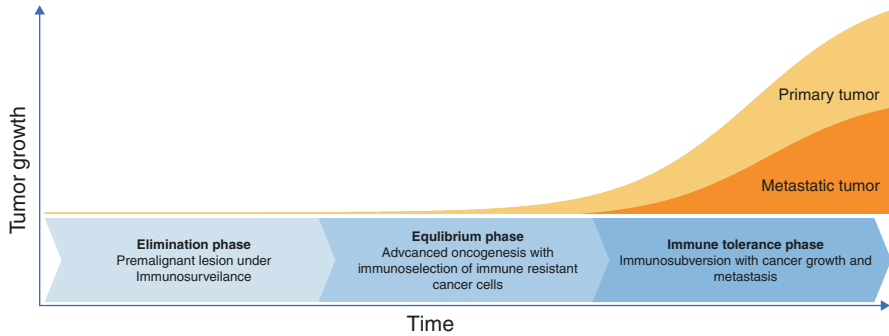 Tumor growth
Primary tumor
Metastatic tumor
Elimination phase
Premalignant lesion under
Immunosurveilance
Equlibrium phase
Advcanced oncogenesis with
immunoselection of immune resistant
cancer cells
Immune tolerance phase
Immunosubversion with cancer growth and
metastasis
Time